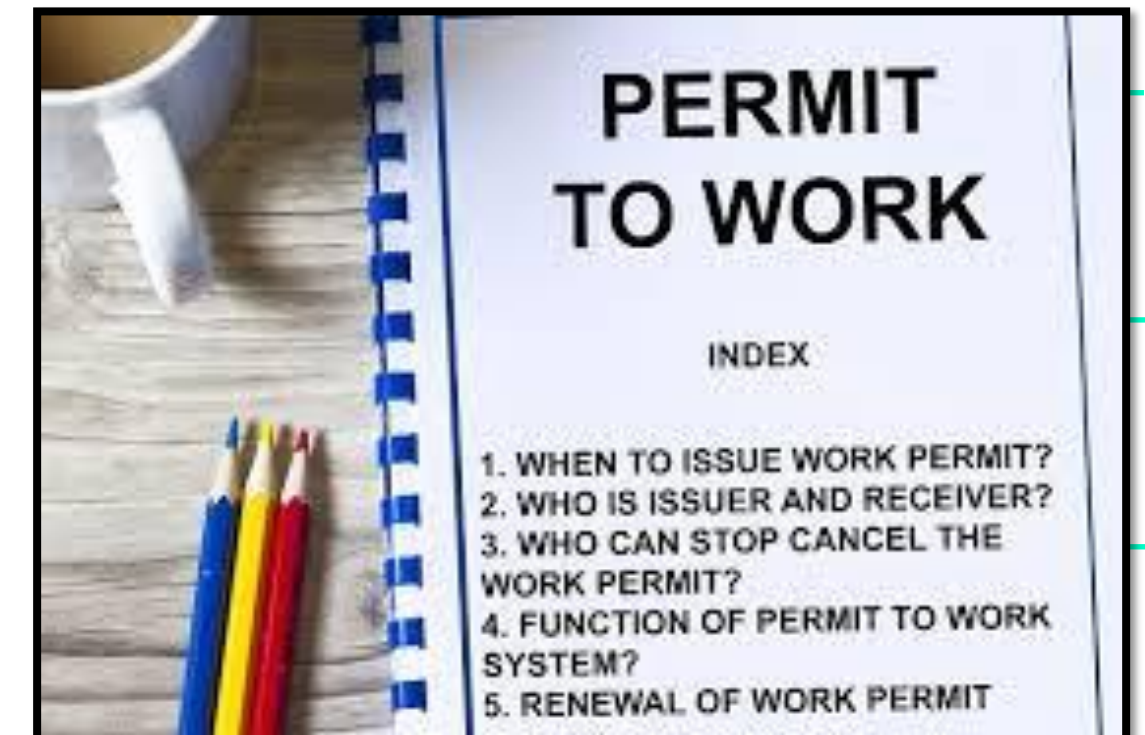 PERMIT
TO WORK
INDEX
1. WHEN TO ISSUE WORK PERMIT?
2. WHO IS ISSUER AND RECEIVER?
3. WHO CAN STOP CANCEL THE
WORK PERMIT?
4. FUNCTION OF PERMIT TO WORK
SYSTEM?
5. RENEWAL OF WORK PERMIT